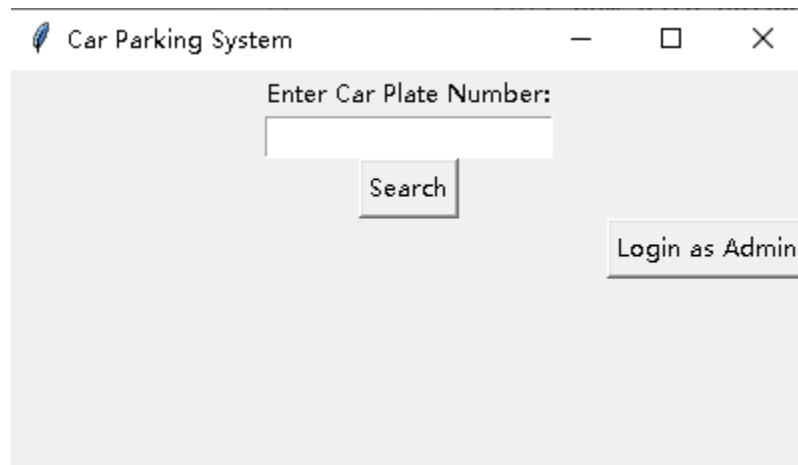 Car Parking System
Enter Car Plate Number:
Search
Login as Admin